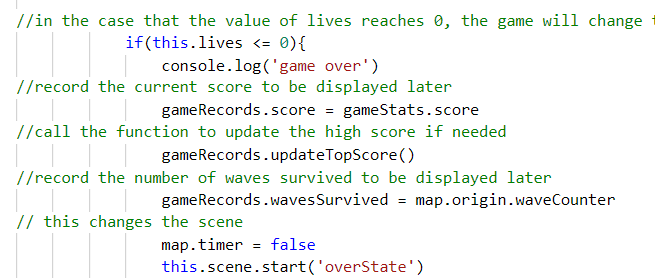 //in the case that the value of lives reaches 0, the game will change
if(this.lives <= 0){
console.log('game over')
//record the current score to be displayed later
gameRecords.score = gameStats.score
//call the function to update the high score if needed
gameRecords.updateTopScore()
//record the number of waves survived to be displayed later
gameRecords.wavesSurvived = map.origin.waveCounter
// this changes the scene
map.timer = false
this.scene.start('overState')